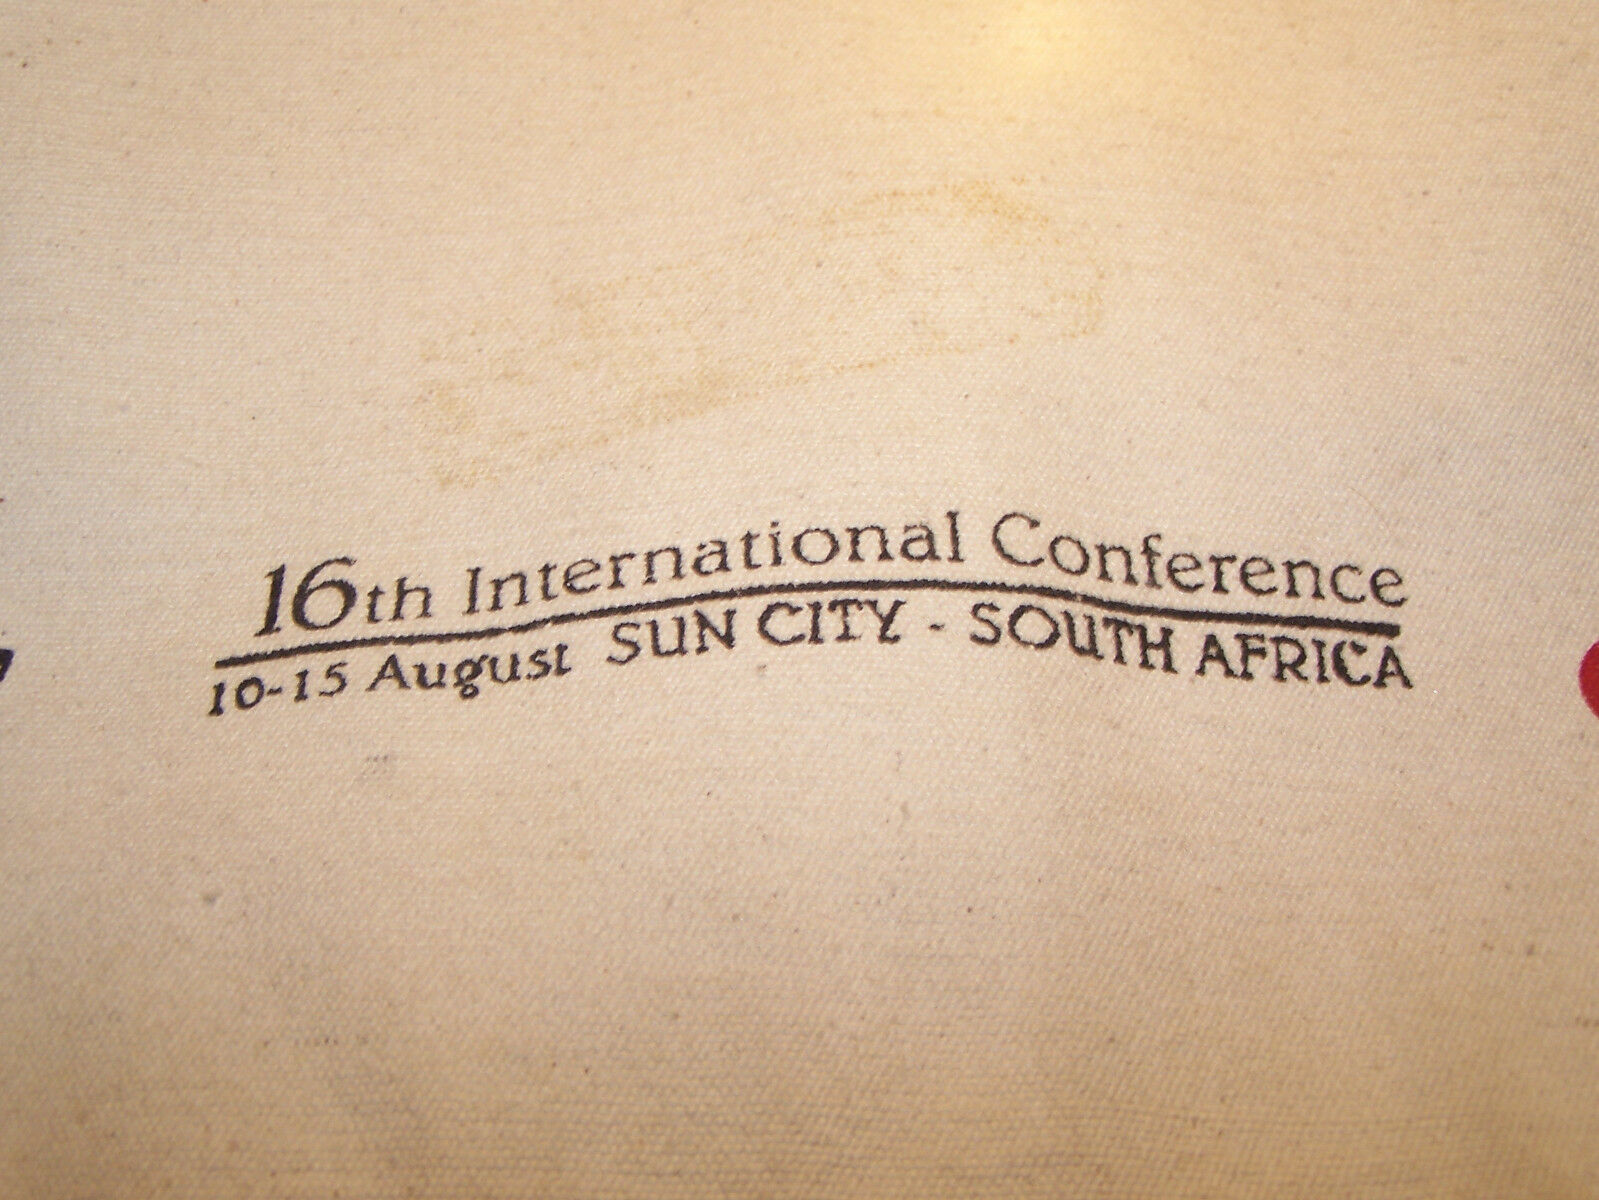 16th International Conference
10-15 August SUN CITY - SOUTH AFRICA